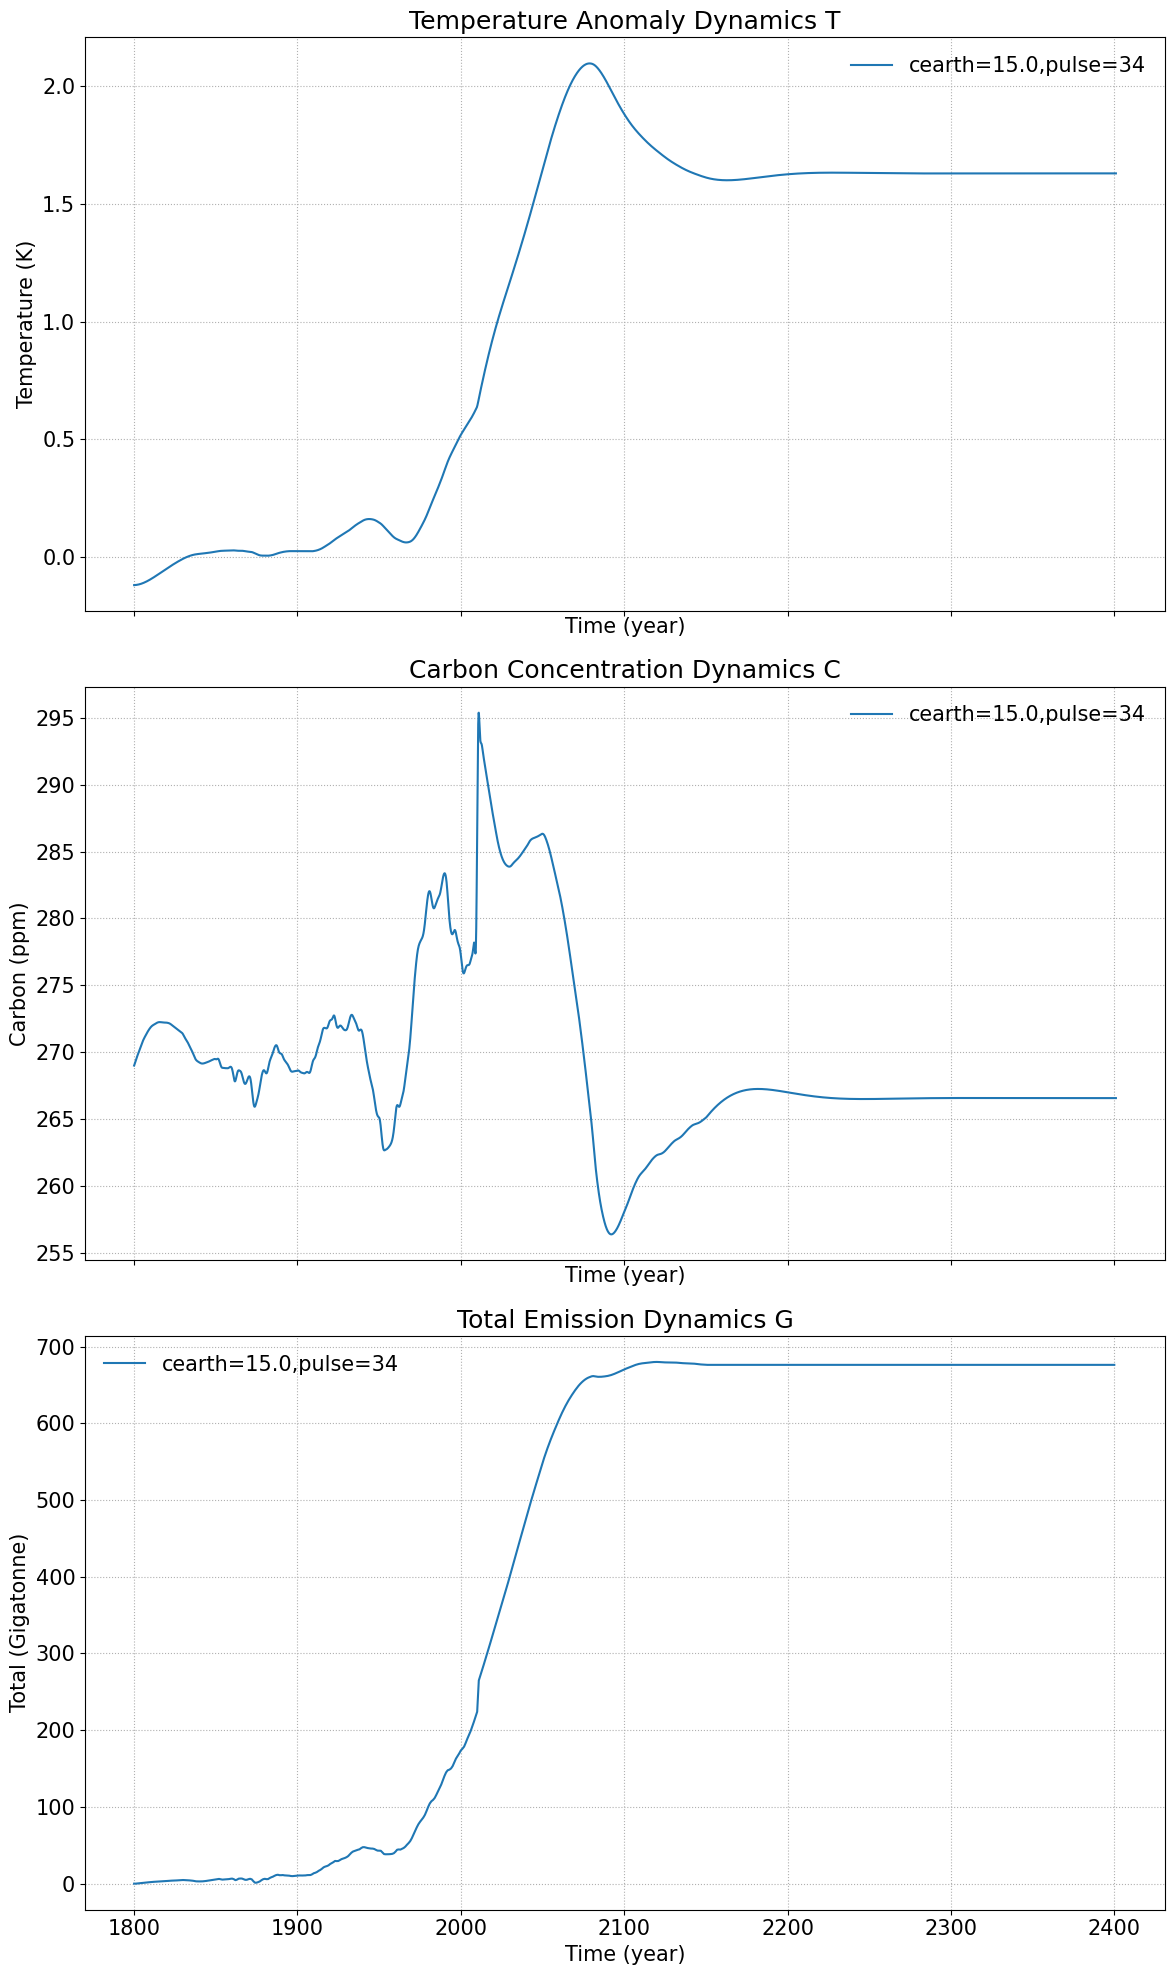 Temperature Anomaly Dynamics T
cearth=15.0,pulse=34
2.0
1.5
1.0
0.5
0.0
Temperature (K)
Time (year)
Carbon Concentration Dynamics C
cearth=15.0,pulse=34
295
290
285
280
275
270
265
260
255
Carbon (ppm)
Time (year)
Total Emission Dynamics G
cearth=15.0,pulse=34
700
600
500
400
300
200
100
0
Total (Gigatonne)
1800 1900 2000 2100 2200 2300 2400
Time (year)